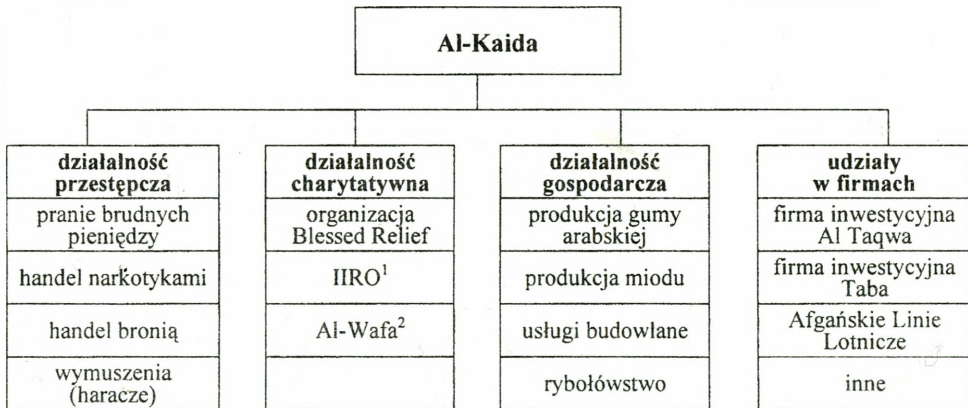 Al-Kaida
działalność
przestępcza
pranie brudnych
pieniędzy
handel narkotykami
handel bronią
wymuszenia
(haracze)
działalność
charytatywna
organizacja
Blessed Relief
IIRO¹
Al-Wafa²
działalność
gospodarcza
produkcja gumy
arabskiej
produkcja miodu
usługi budowlane
rybołówstwo
udziały
w firmach
firma inwestycyjna
Al Taqwa
firma inwestycyjna
Taba
Afgańskie Linie
Lotnicze
inne